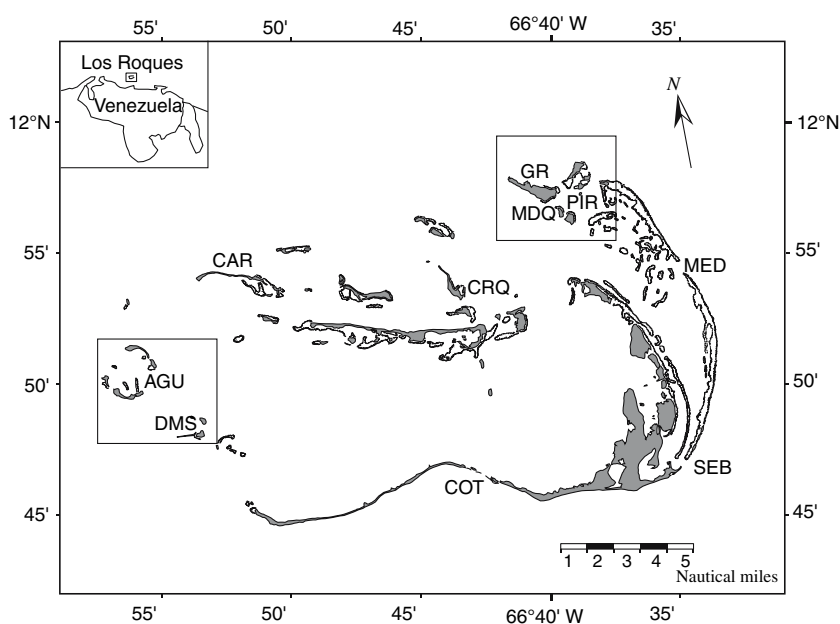 55' 50' 45' 66°40' W 35'
Los Roques
Venezuela
N
12°N 12°N
GR
PIR
MDQ
55' 55'
CAR
MED
CRQ
50' 50'
AGU
DMS
SEB
COT
45' 45'
1 2 3 4 5
Nautical miles
55' 50' 45' 66°40' W 35'